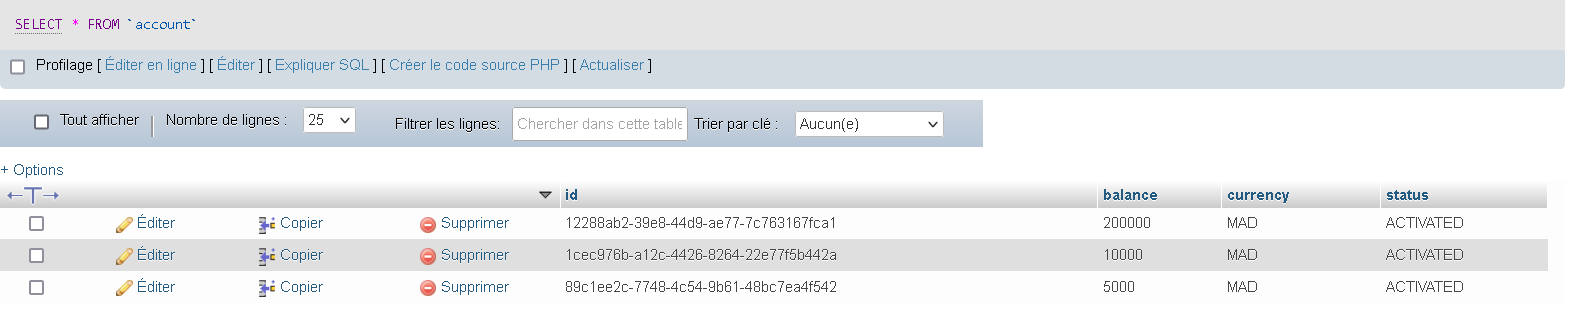 SELECT * FROM `account`
Profilage [ Éditer en ligne ] [ Éditer ] [ Expliquer SQL ] [ Créer le code source PHP ] [ Actualiser ]
Tout afficher Nombre de lignes : 25 Filtrer les lignes: Chercher dans cette table Trier par clé : Aucun(e)
+ Options
←T→ id balance currency status
Éditer Copier Supprimer 12288ab2-39e8-44d9-ae77-7c763167fca1 200000 MAD ACTIVATED
Éditer Copier Supprimer 1cec976b-a12c-4426-8264-22e77f5b442a 10000 MAD ACTIVATED
Éditer Copier Supprimer 89c1ee2c-7748-4c54-9b61-48bc7ea4f542 5000 MAD ACTIVATED